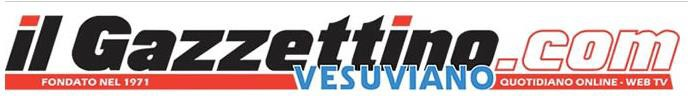 il Gazzettino.com
VESUVIANO
FONDATO NEL 1971
QUOTIDIANO ONLINE - WEB TV